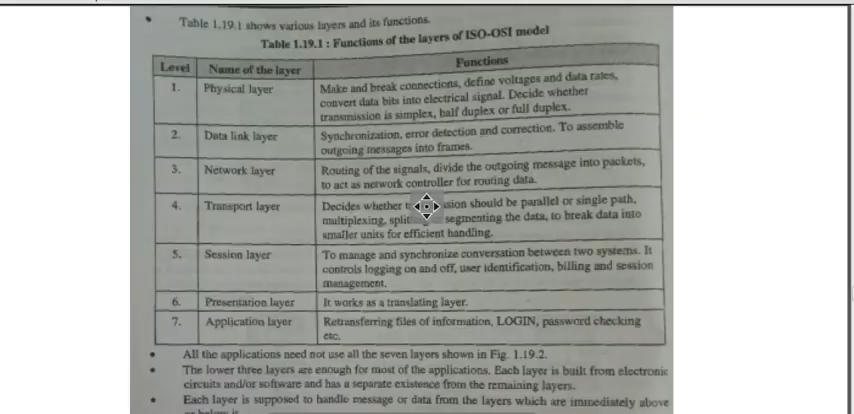 • Table 1.19.1 shows various layers and its functions.
Table 1.19.1 : Functions of the layers of ISO-OSI model
Level Name of the layer Functions
1. Physical layer Make and break connections, define voltages and data rates,
convert data bits into electrical signal. Decide whether
transmission is simplex, half duplex or full duplex.
2. Data link layer Synchronization, error detection and correction. To assemble
outgoing messages into frames.
3. Network layer Routing of the signals, divide the outgoing message into packets,
to act as network controller for routing data.
4. Transport layer Decides whether should be parallel or single path,
multiplexing, segmenting the data, to break data into
smaller units for efficient handling.
5. Session layer To manage and synchronize conversation between two systems. It
controls logging on and off, user identification, billing and session
management.
6. Presentation layer It works as a translating layer.
7. Application layer Retransferring files of information, LOGIN, password checking
etc.
• All the applications need not use all the seven layers shown in Fig. 1.19.2.
• The lower three layers are enough for most of the applications. Each layer is built from electronic
circuits and/or software and has a separate existence from the remaining layers.
• Each layer is supposed to handle message or data from the layers which are immediately above